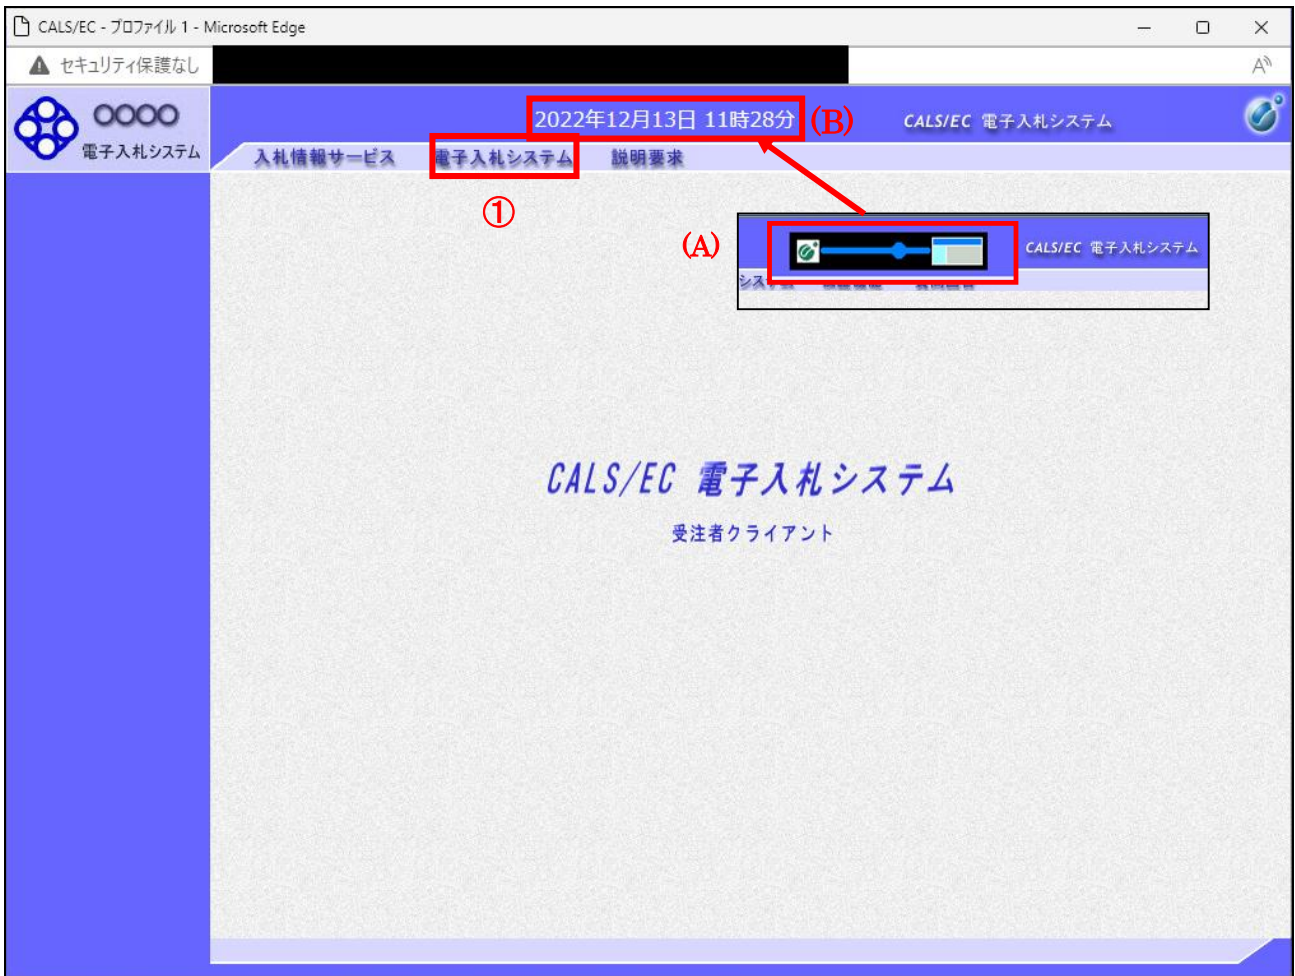 CALS/EC - プロファイル 1 - Microsoft Edge
セキュリティ保護なし
A
○○○○
電子入札システム
2022年12月13日 11時28分
(B)
CALS/EC 電子入札システム
入札情報サービス
電子入札システム
説明要求
①
(A)
CALS/EC 電子入札システム
CALS/EC 電子入札システム
受注者クライアント